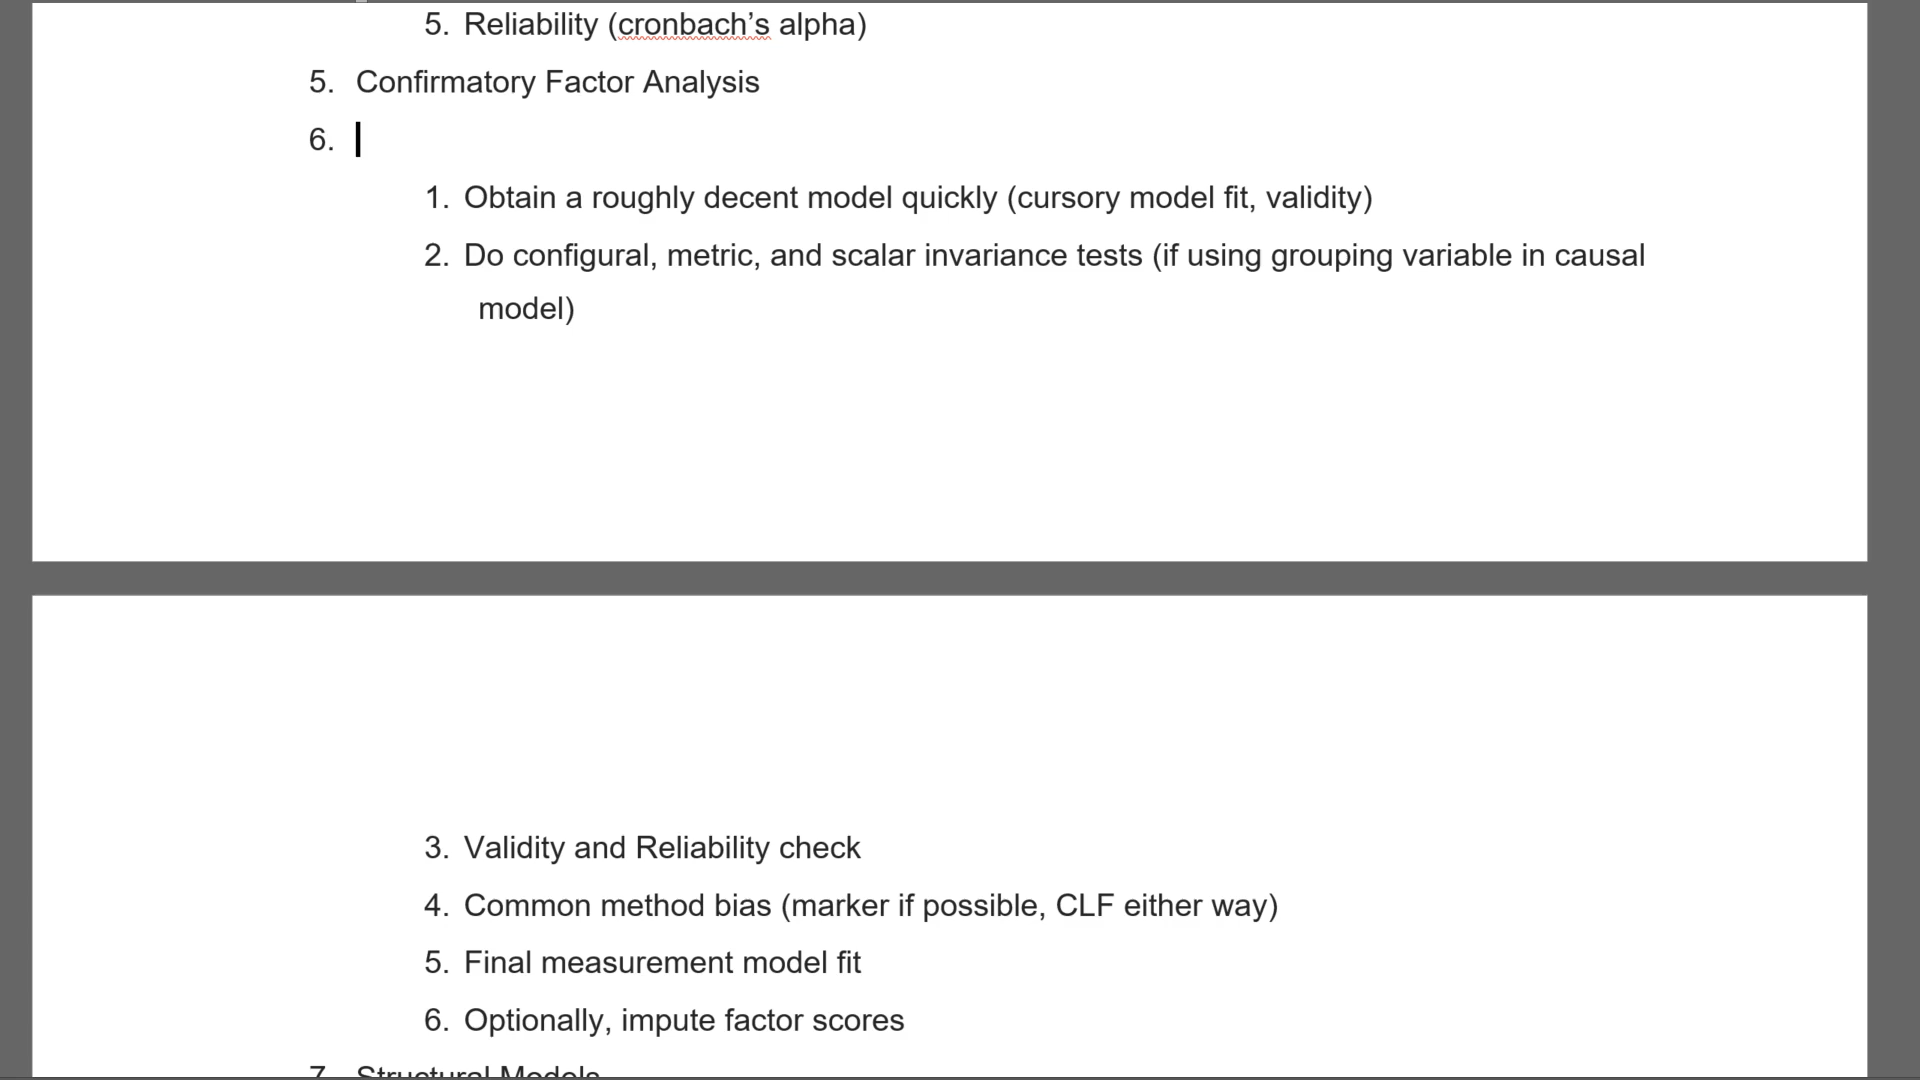 5. Reliability (cronbach’s alpha)
5. Confirmatory Factor Analysis
6.
1. Obtain a roughly decent model quickly (cursory model fit, validity)
2. Do configural, metric, and scalar invariance tests (if using grouping variable in causal
model)
3. Validity and Reliability check
4. Common method bias (marker if possible, CLF either way)
5. Final measurement model fit
6. Optionally, impute factor scores
7. Structural Models